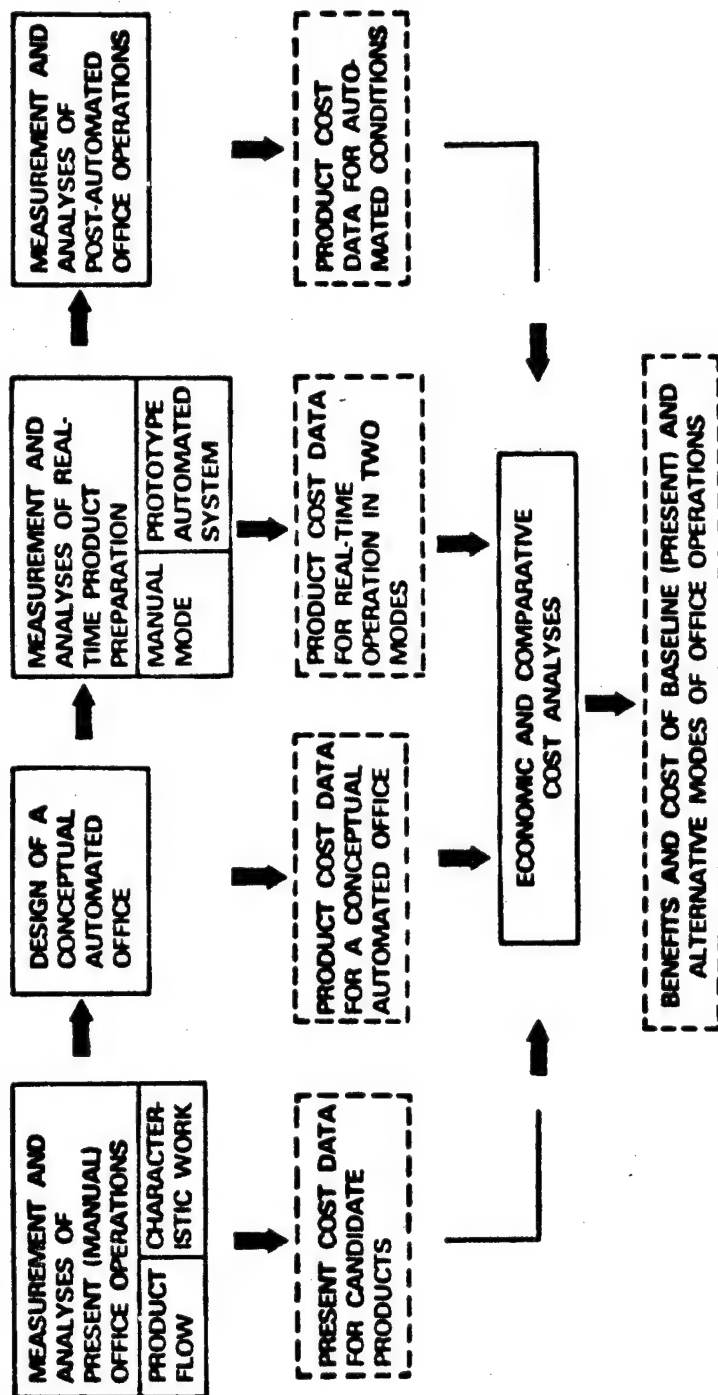 MEASUREMENT AND
ANALYSES OF
PRESENT (MANUAL)
OFFICE OPERATIONS
PRODUCT
FLOW
CHARACTER-
ISTIC WORK
DESIGN OF A
CONCEPTUAL
AUTOMATED
OFFICE
MEASUREMENT AND
ANALYSES OF REAL-
TIME PRODUCT
PREPARATION
MANUAL
MODE
PROTOTYPE
AUTOMATED
SYSTEM
MEASUREMENT AND
ANALYSES OF
POST-AUTOMATED
OFFICE OPERATIONS
PRESENT COST DATA
FOR CANDIDATE
PRODUCTS
PRODUCT COST DATA
FOR A CONCEPTUAL
AUTOMATED OFFICE
PRODUCT COST DATA
FOR REAL-TIME
OPERATION IN TWO
MODES
PRODUCT COST
DATA FOR AUTO-
MATED CONDITIONS
ECONOMIC AND COMPARATIVE
COST ANALYSES
BENEFITS AND COST OF BASELINE (PRESENT) AND
ALTERNATIVE MODES OF OFFICE OPERATIONS